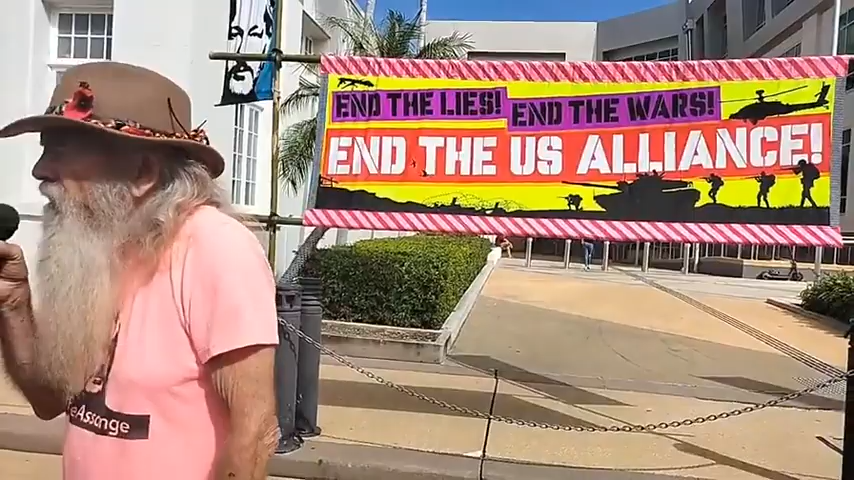 END THE LIES! END THE WARS!
END THE US ALLIANCE!
eAssange